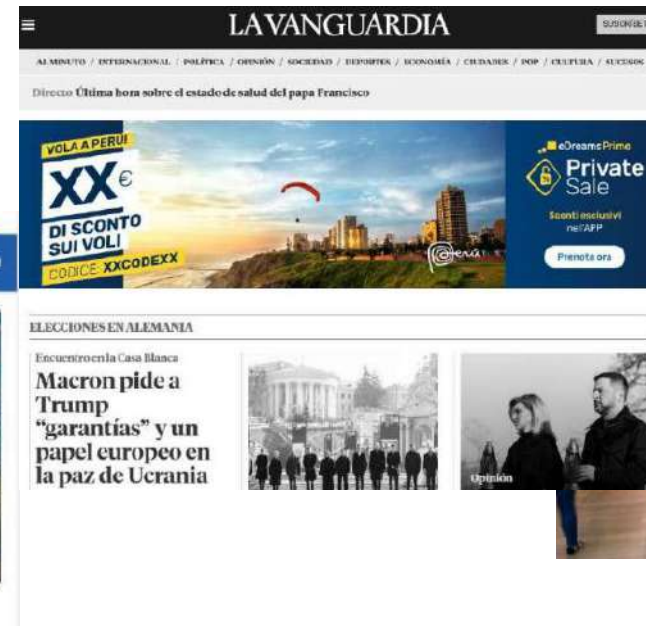 LA VANGUARDIA
AL MINUTO / INTERNACIONAL / POLÍTICA / OPINIÓN / SOCIEDAD / DEPORTES / ECONOMÍA / CIUDADES / POP / CULTURA / SUCESOS
Directo Última hora sobre el estado de salud del papa Francisco
VOLA A PERU!
XX€
DI SCONTO
SUI VOLI
CODICE: XXCODEXX
Perú
eDreams Prime
Private
Sale
Sconti esclusivi
nell'APP
Prenota ora
ELECCIONES EN ALEMANIA
Encuentro en la Casa Blanca
Macron pide a
Trump
“garantías” y un
papel europeo en
la paz de Ucrania
Opinión